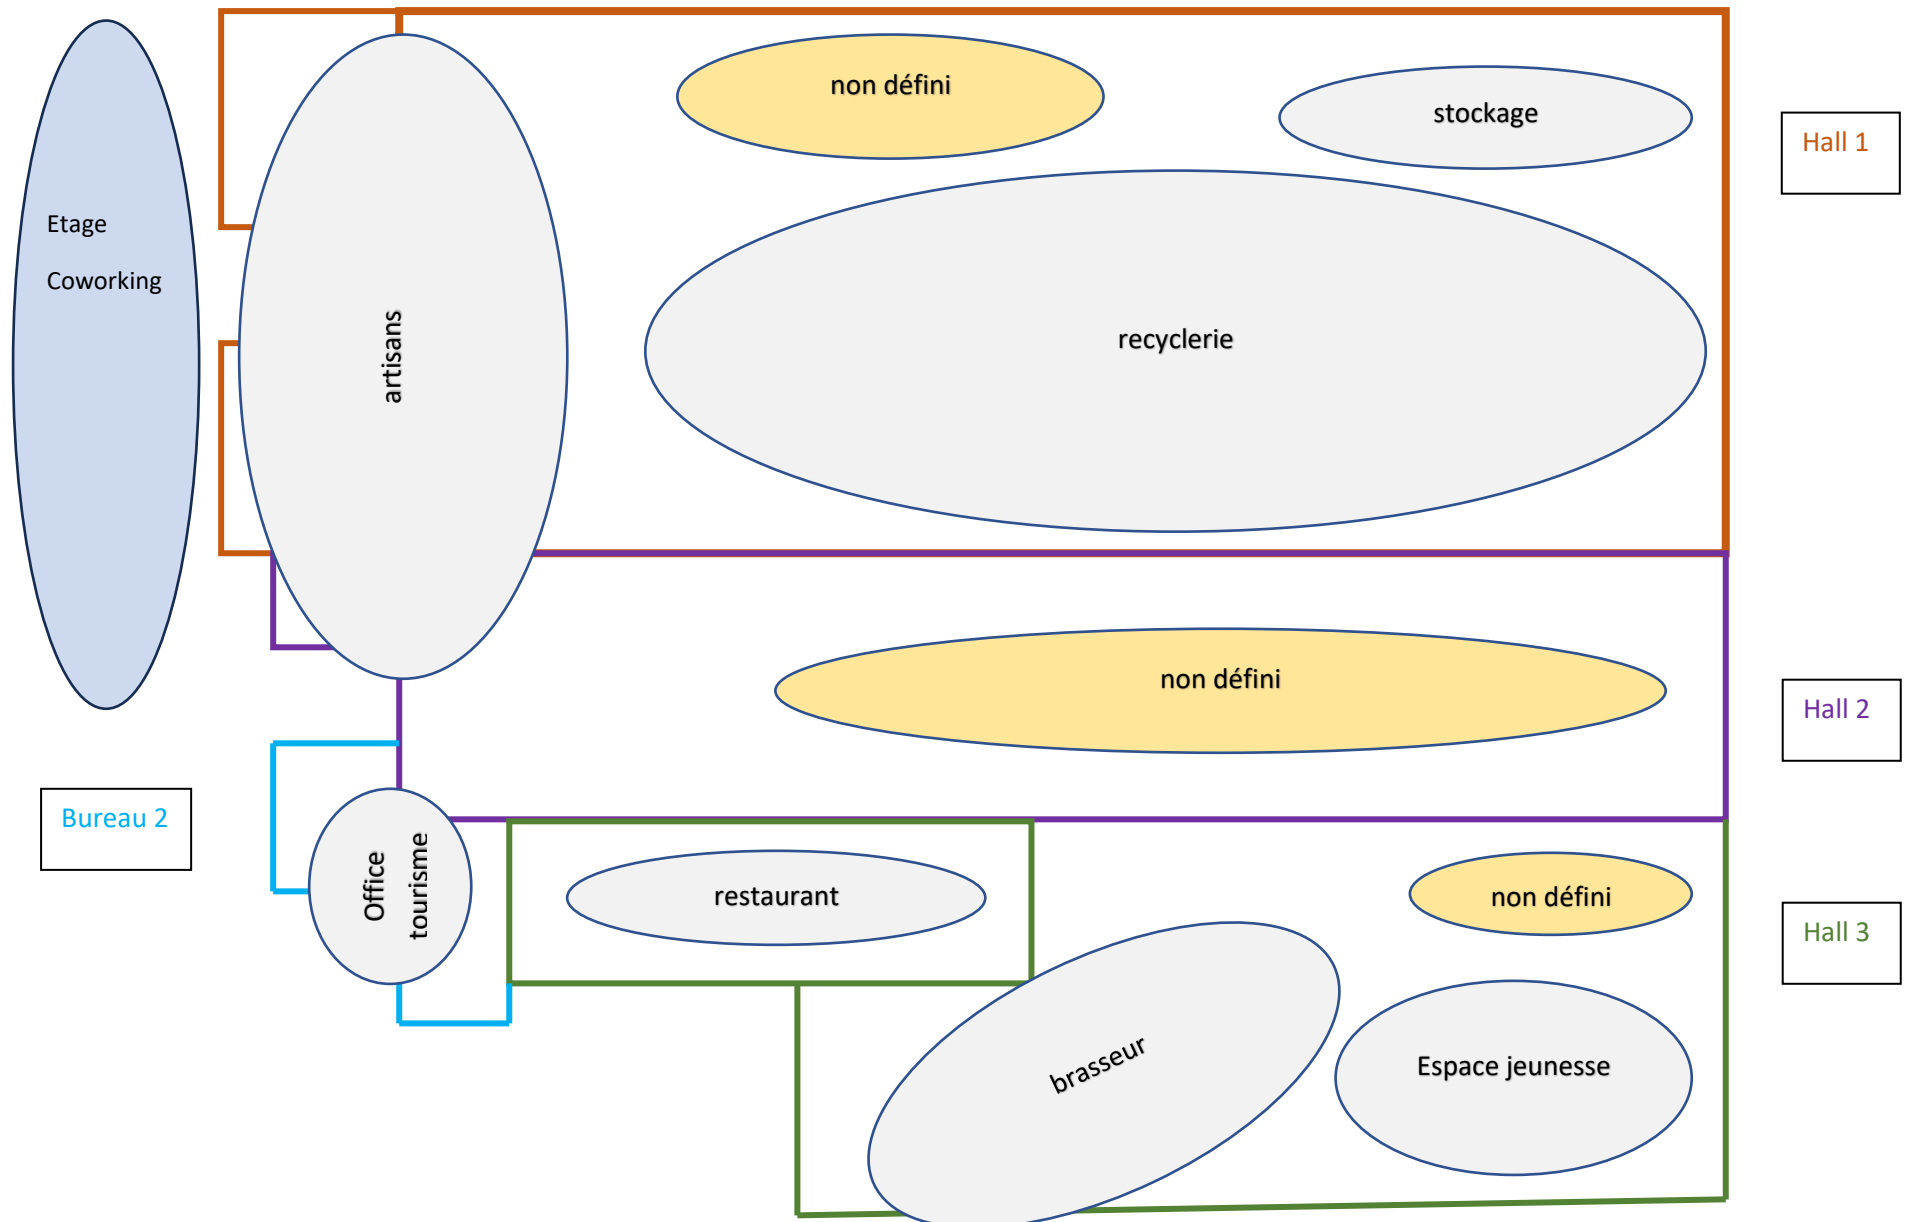 non défini
stockage
Hall 1
Etage
Coworking
artisans
recyclerie
non défini
Hall 2
Bureau 2
Office
tourisme
restaurant
non défini
Hall 3
brasseur
Espace jeunesse